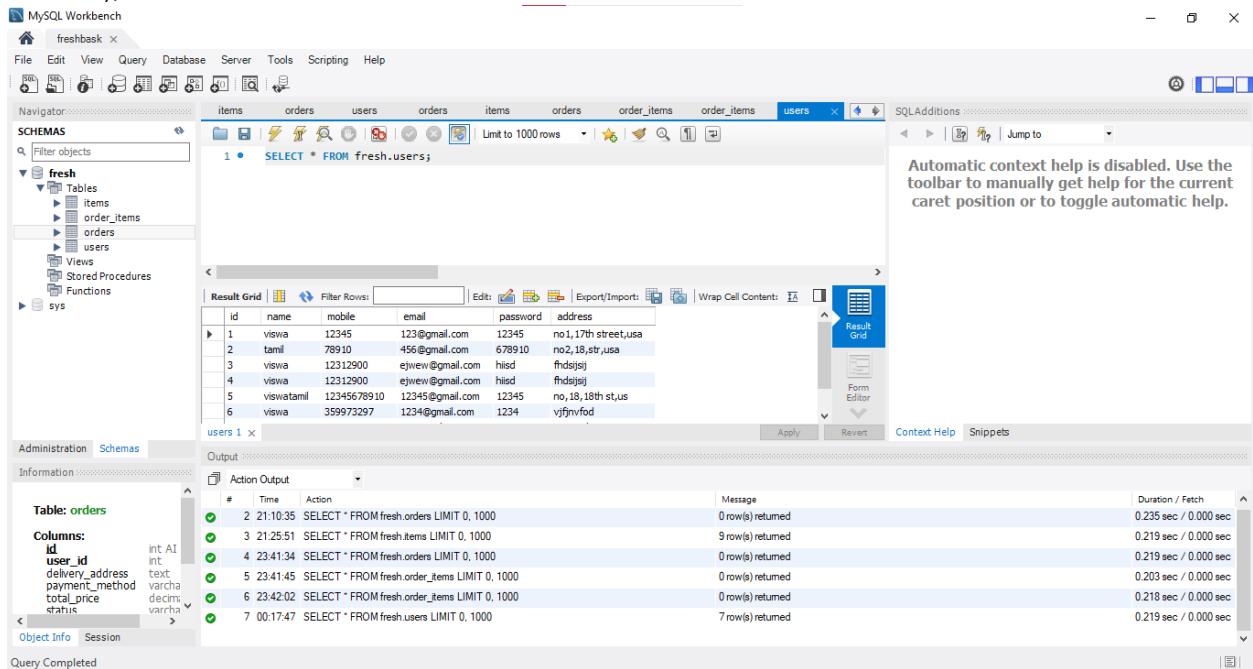 MySQL Workbench
freshbask
File Edit View Query Database Server Tools Scripting Help
Navigator
SCHEMAS
Filter objects
fresh
Tables
items
order_items
orders
users
Views
Stored Procedures
Functions
sys
Administration Schemas
Information
Table: orders
Columns:
id int AI
user_id int
delivery_address text
payment_method varcha
total_price decima
status varcha
Object Info Session
items orders users orders items orders order_items order_items users
Limit to 1000 rows
1 SELECT * FROM fresh.users;
Result Grid Filter Rows: Edit: Export/Import: Wrap Cell Content:
id name mobile email password address
1 viswa 12345 123@gmail.com 12345 no1,17th street,usa
2 tamil 78910 456@gmail.com 678910 no2,18,str,usa
3 viswa 12312900 ejwew@gmail.com hiisd fhdsijsij
4 viswa 12312900 ejwew@gmail.com hiisd fhdsijsij
5 viswatamil 12345678910 12345@gmail.com 12345 no,18,18th st,us
6 viswa 359973297 1234@gmail.com 1234 vjfjnvfod
Result Grid
Form Editor
users 1 Apply Revert
SQLAdditions
Jump to
Automatic context help is disabled. Use the
toolbar to manually get help for the current
caret position or to toggle automatic help.
Context Help Snippets
Output
Action Output
# Time Action Message Duration / Fetch
2 21:10:35 SELECT * FROM fresh.orders LIMIT 0, 1000 0 row(s) returned 0.235 sec / 0.000 sec
3 21:25:51 SELECT * FROM fresh.items LIMIT 0, 1000 9 row(s) returned 0.219 sec / 0.000 sec
4 23:41:34 SELECT * FROM fresh.orders LIMIT 0, 1000 0 row(s) returned 0.219 sec / 0.000 sec
5 23:41:45 SELECT * FROM fresh.order_items LIMIT 0, 1000 0 row(s) returned 0.203 sec / 0.000 sec
6 23:42:02 SELECT * FROM fresh.order_items LIMIT 0, 1000 0 row(s) returned 0.218 sec / 0.000 sec
7 00:17:47 SELECT * FROM fresh.users LIMIT 0, 1000 7 row(s) returned 0.219 sec / 0.000 sec
Query Completed